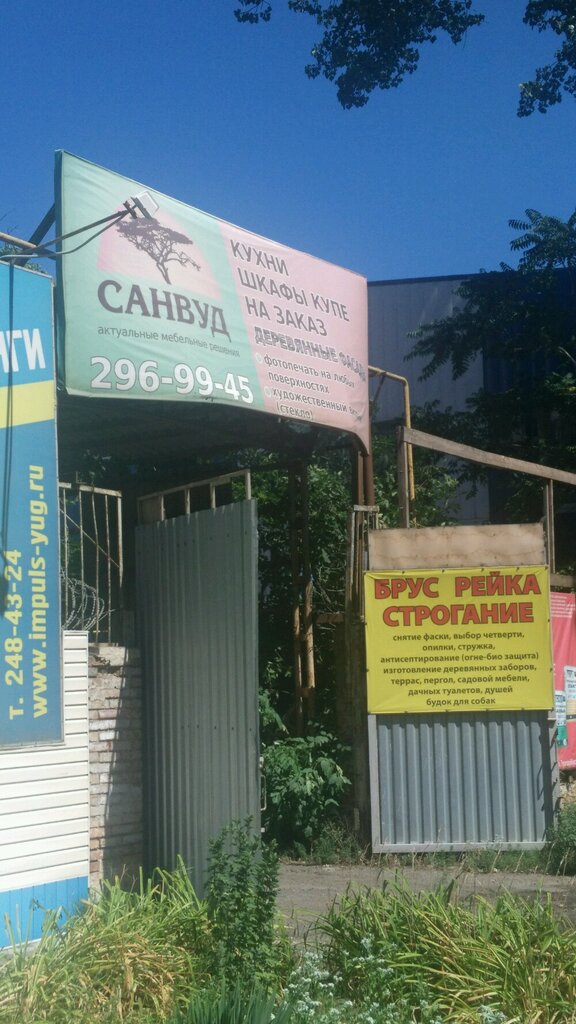 САНВУД
актуальные мебельные решения
296-99-45
КУХНИ
ШКАФЫ КУПЕ
НА ЗАКАЗ
ДЕРЕВЯННЫЕ
фотопечать на любых
поверхностях
художественный
(стекло)
т. 248-43-24
www.impuls-yug.ru
БРУС РЕЙКА
СТРОГАНИЕ
снятие фаски, выбор четверти,
опилки, стружка,
антисептирование (огне-био защита)
изготовление деревянных заборов,
террас, пергол, садовой мебели,
дачных туалетов, душей
будок для собак